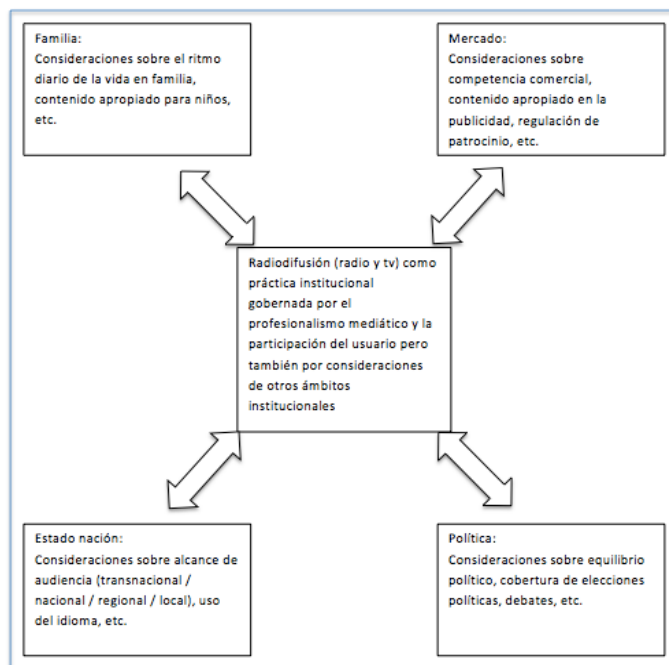 Familia:
Consideraciones sobre el ritmo
diario de la vida en familia,
contenido apropiado para niños,
etc.
Mercado:
Consideraciones sobre
competencia comercial,
contenido apropiado en la
publicidad, regulación de
patrocinio, etc.
Radiodifusión (radio y tv) como
práctica institucional
gobernada por el
profesionalismo mediático y la
participación del usuario pero
también por consideraciones
de otros ámbitos
institucionales
Estado nación:
Consideraciones sobre alcance de
audiencia (transnacional /
nacional / regional / local), uso
del idioma, etc.
Política:
Consideraciones sobre equilibrio
político, cobertura de elecciones
políticas, debates, etc.